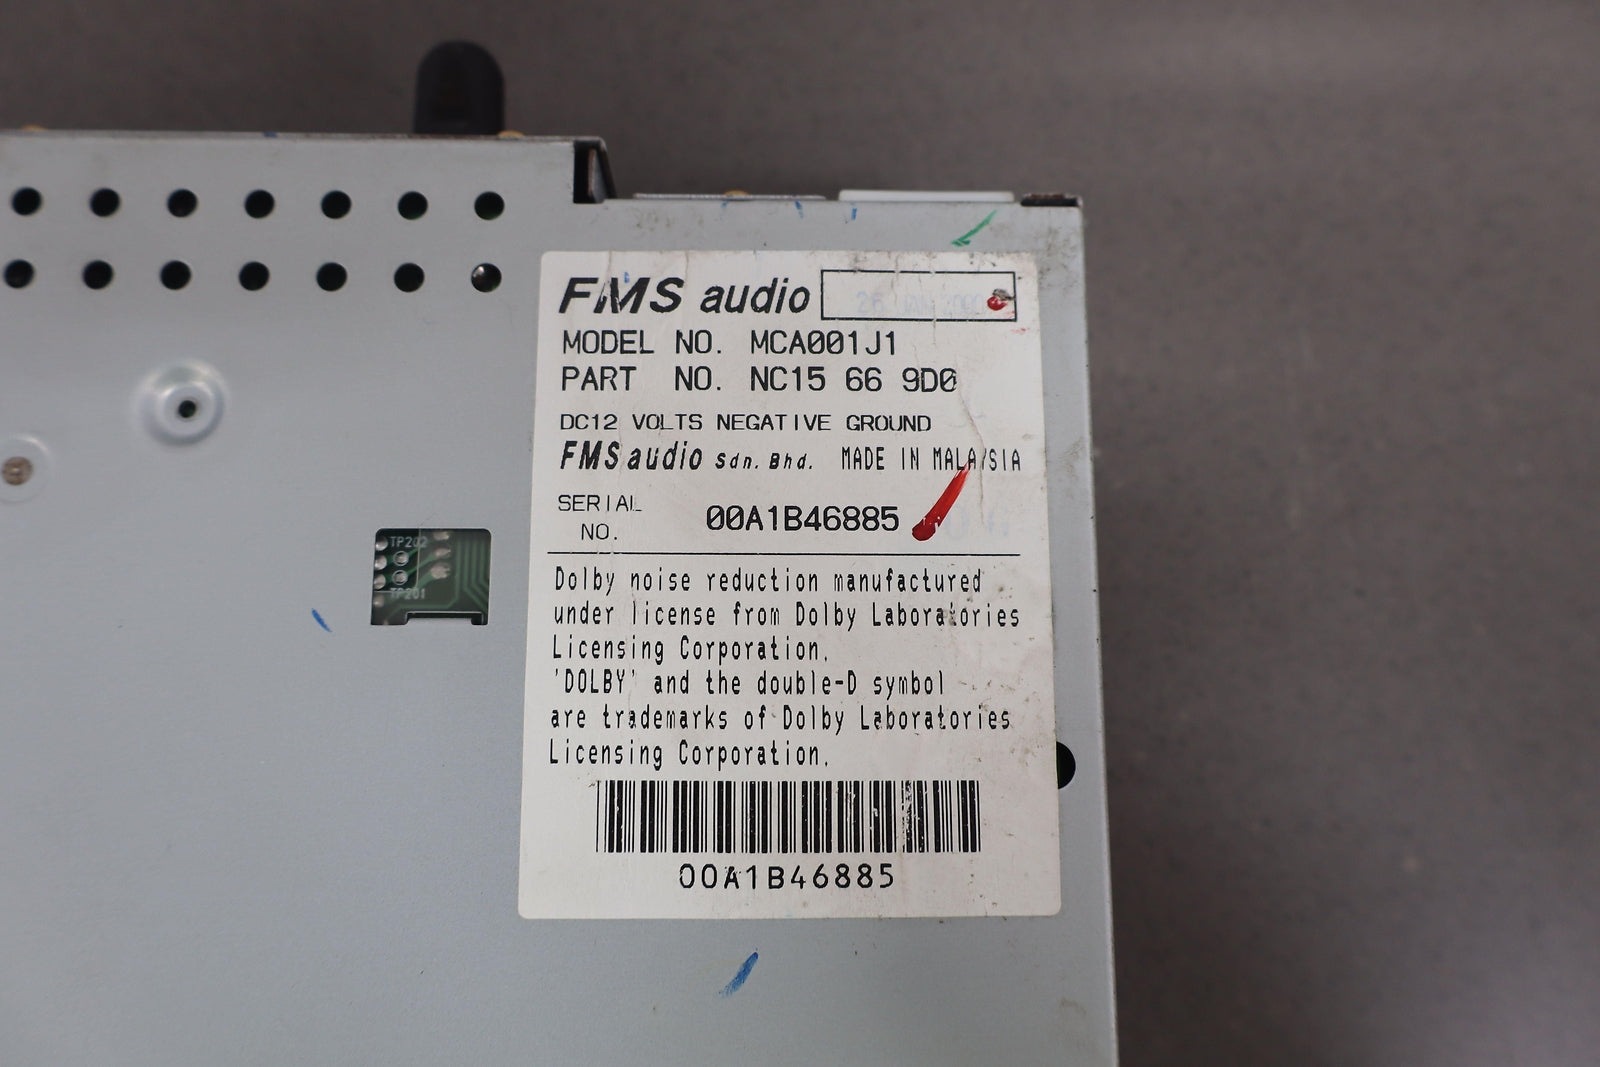 FMS audio
MODEL NO. MCA001J1
PART NO. NC15 66 9D0
DC12 VOLTS NEGATIVE GROUND
FMS audio Sdn. Bhd. MADE IN MALAYSIA
SERIAL NO. 00A1B46885
Dolby noise reduction manufactured
under license from Dolby Laboratories
Licensing Corporation.
'DOLBY' and the double-D symbol
are trademarks of Dolby Laboratories
Licensing Corporation.
00A1B46885
TP202
TP201